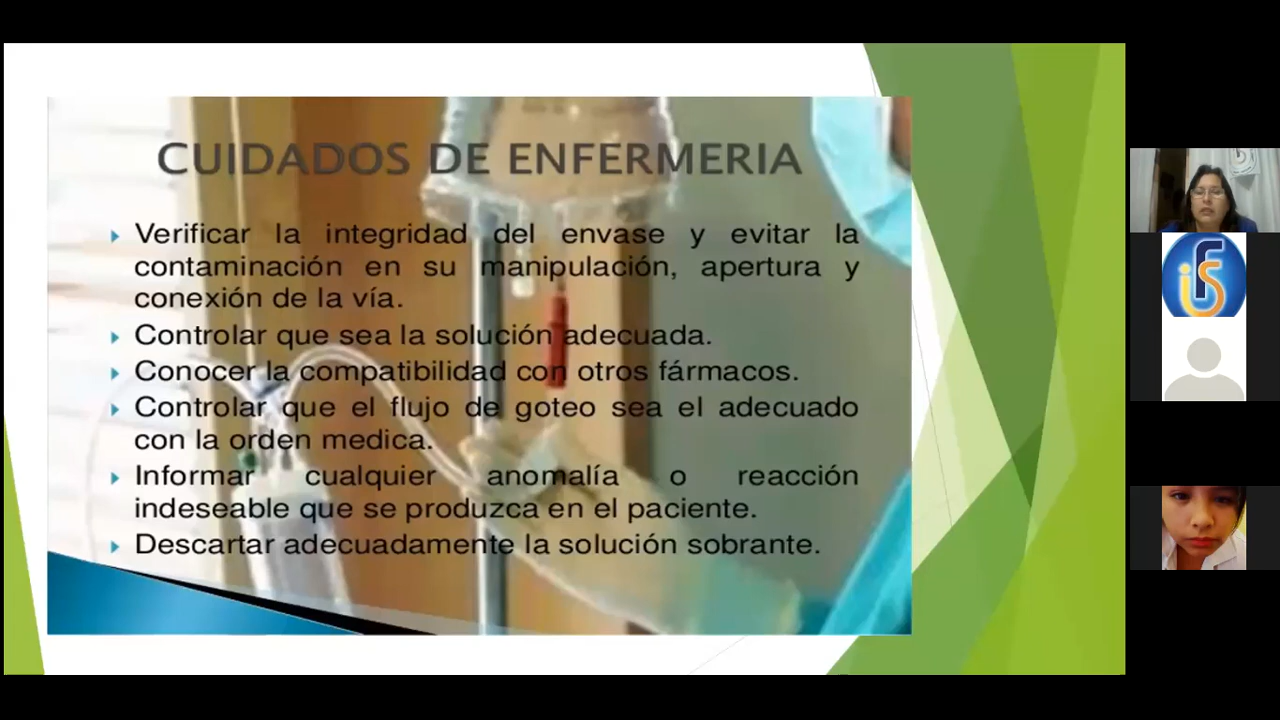 CUIDADOS DE ENFERMERIA
Verificar la integridad del envase y evitar la
contaminación en su manipulación, apertura y
conexión de la vía.
Controlar que sea la solución adecuada.
Conocer la compatibilidad con otros fármacos.
Controlar que el flujo de goteo sea el adecuado
con la orden medica.
Informar cualquier anomalía o reacción
indeseable que se produzca en el paciente.
Descartar adecuadamente la solución sobrante.